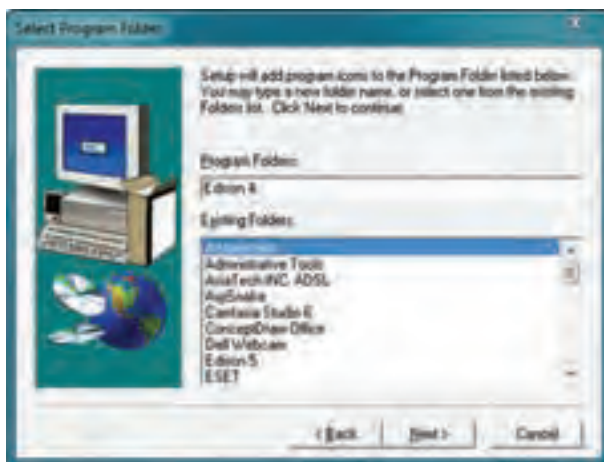 Select Program Folder
Setup will add program icons to the Program Folder listed below.
You may type a new folder name, or select one from the existing
Folders list. Click Next to continue.
Program Folders:
Edison 4
Existing Folders:
Administrative Tools
AsiaTech INC. ADSL
Camtasia Studio 6
ConceptDraw Office
Dell Webcam
Edison 5
ESET
< Back
Next >
Cancel